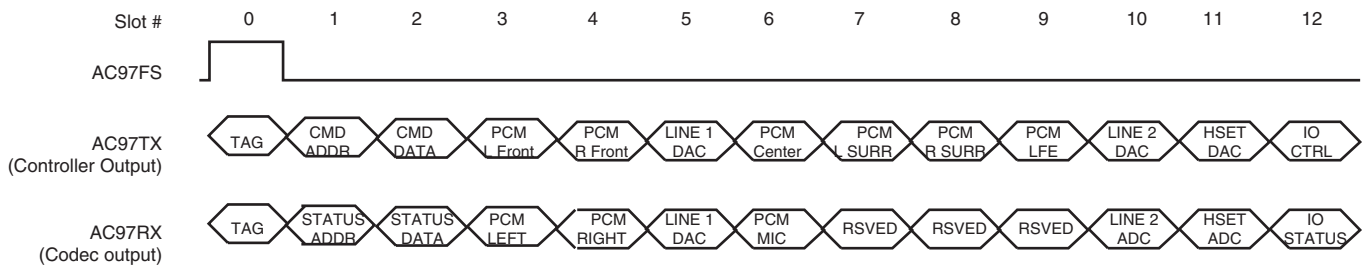 Slot # 0 1 2 3 4 5 6 7 8 9 10 11 12
AC97FS
AC97TX
(Controller Output)
TAG CMD ADDR CMD DATA PCM L Front PCM R Front LINE 1 DAC PCM Center PCM L SURR PCM R SURR PCM LFE LINE 2 DAC HSET DAC IO CTRL
AC97RX
(Codec output)
TAG STATUS ADDR STATUS DATA PCM LEFT PCM RIGHT LINE 1 DAC PCM MIC RSVED RSVED RSVED LINE 2 ADC HSET ADC IO STATUS